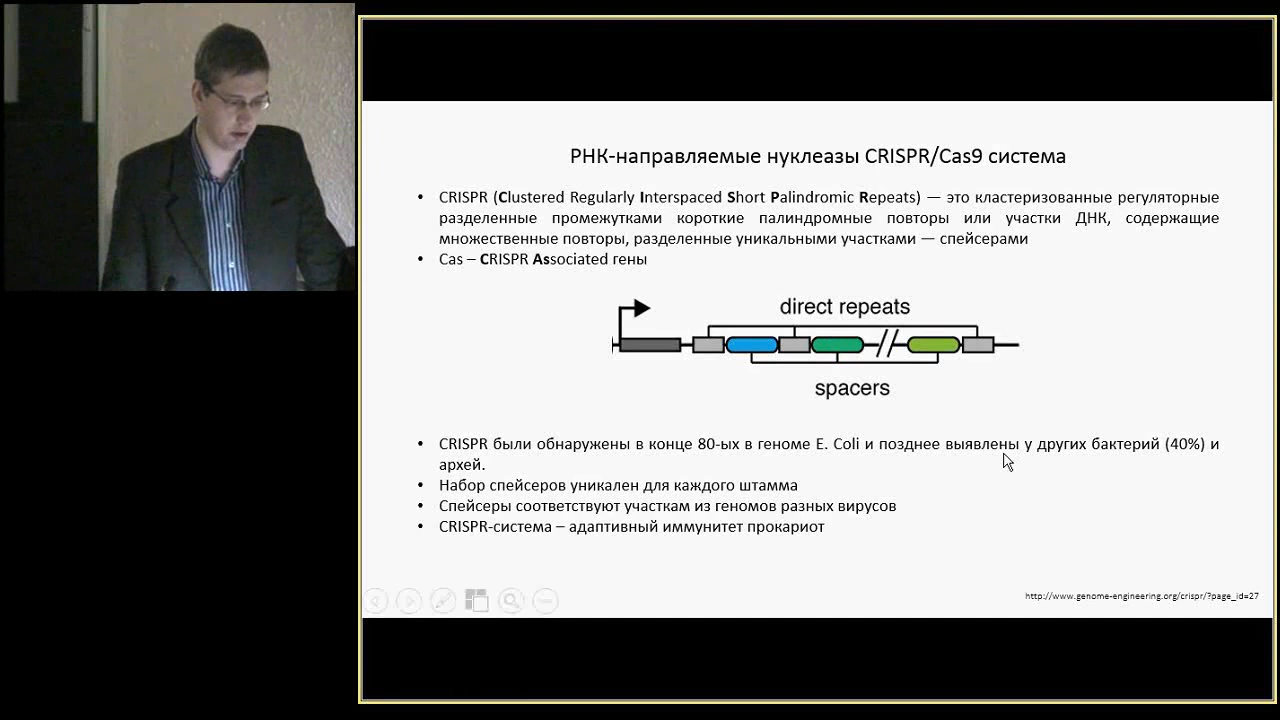 РНК-направляемые нуклеазы CRISPR/Cas9 система
• CRISPR (Clustered Regularly Interspaced Short Palindromic Repeats) — это кластеризованные регуляторные
разделенные промежутками короткие палиндромные повторы или участки ДНК, содержащие
множественные повторы, разделенные уникальными участками — спейсерами
• Cas – CRISPR Associated гены
direct repeats
spacers
• CRISPR были обнаружены в конце 80-ых в геноме E. Coli и позднее выявлены у других бактерий (40%) и
архей.
• Набор спейсеров уникален для каждого штамма
• Спейсеры соответствуют участкам из геномов разных вирусов
• CRISPR-система – адаптивный иммунитет прокариот
http://www.genome-engineering.org/crispr/?page_id=27